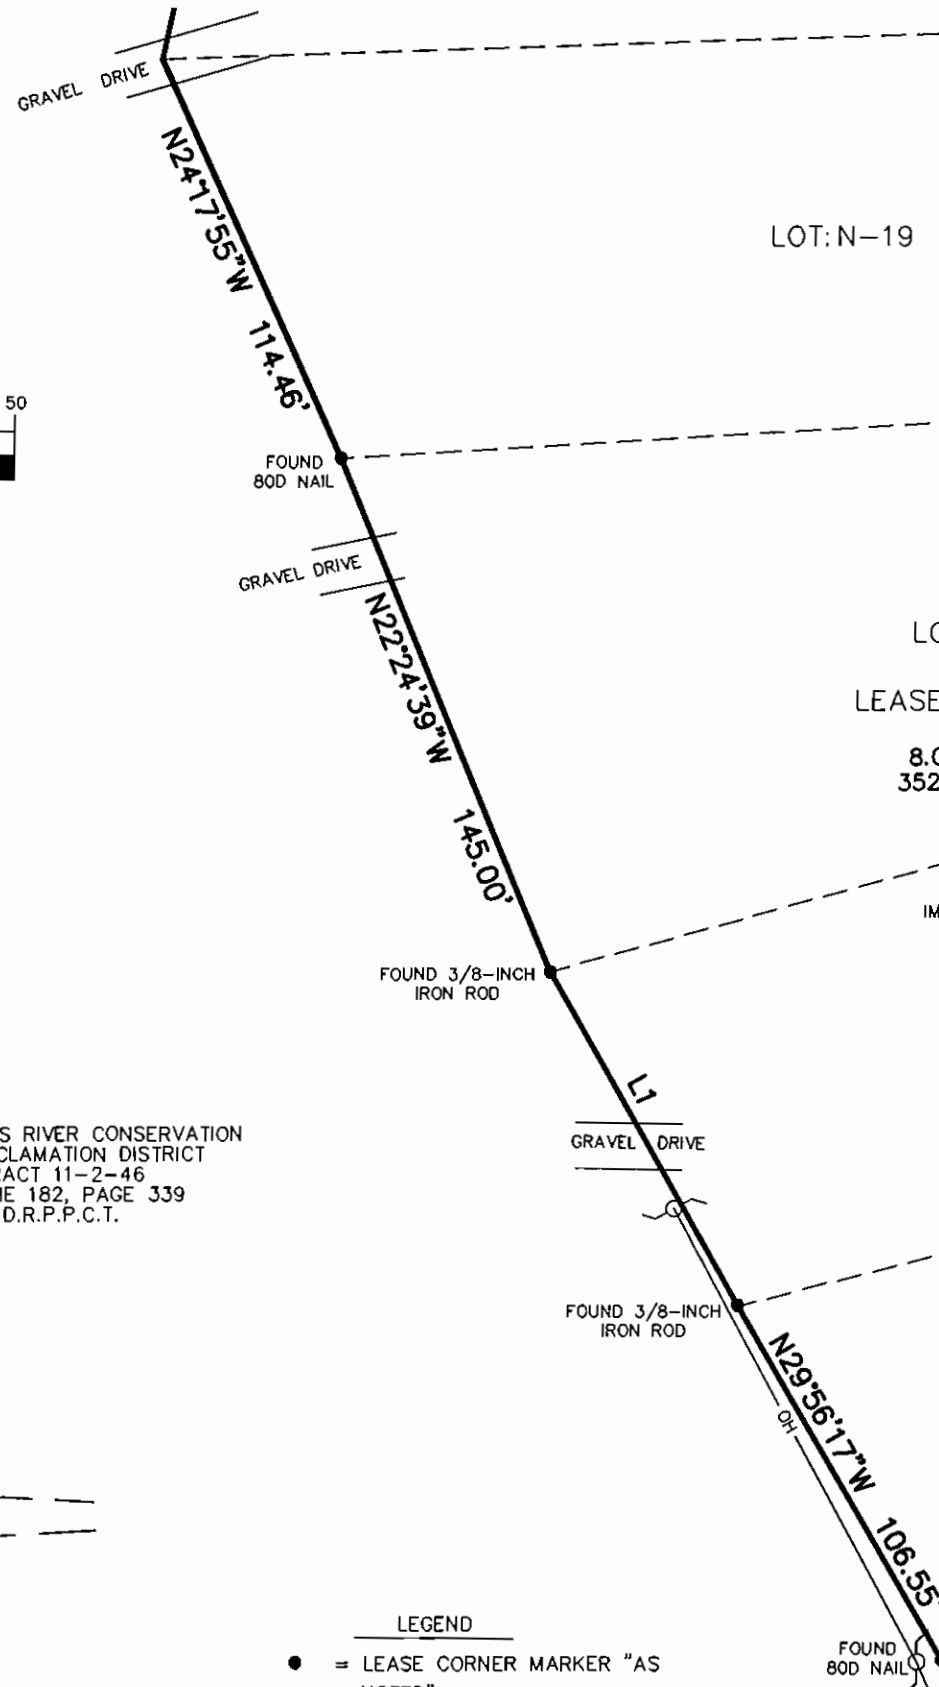 GRAVEL DRIVE
N24°17'55"W 114.46'
LOT: N-19
50
FOUND
80D NAIL
GRAVEL DRIVE
N22°24'39"W 145.00'
LEASE
FOUND 3/8-INCH
IRON ROD
L1
GRAVEL DRIVE
S RIVER CONSERVATION
CLAMATION DISTRICT
ACT 11-2-46
E 182, PAGE 339
D.R.P.P.C.T.
FOUND 3/8-INCH
IRON ROD
N29°56'17"W 106.55'
OH
LEGEND
● = LEASE CORNER MARKER "AS
FOUND
80D NAIL